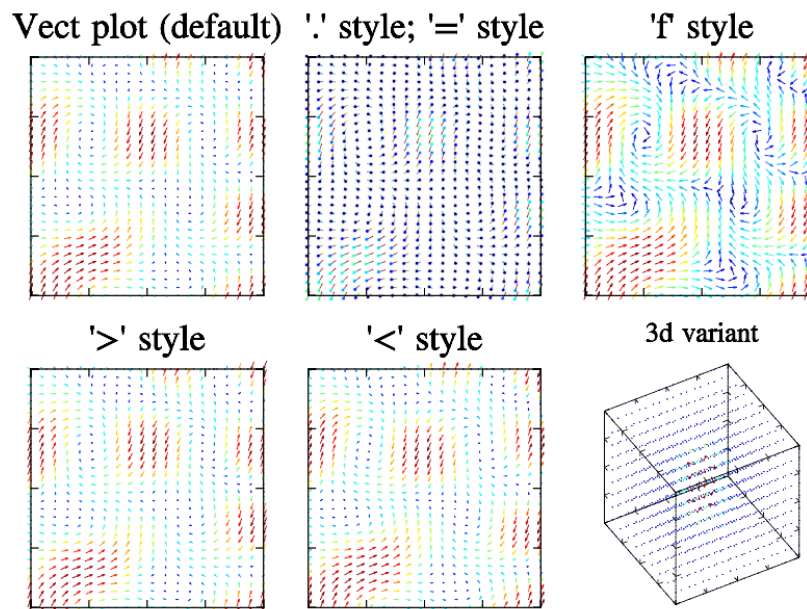 Vect plot (default)
'.' style; '=' style
'f' style
'>' style
'<' style
3d variant